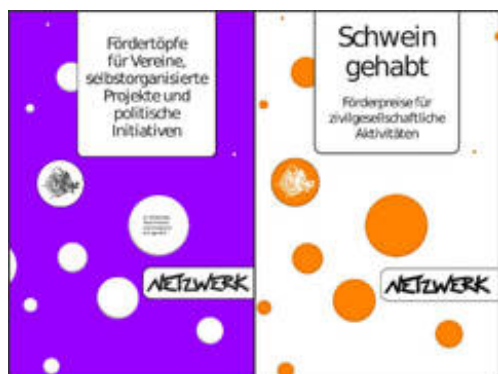 Fördertöpfe
für Vereine,
selbstorganisierte
Projekte und
politische
Initiativen
NETZWERK
Schwein
gehabt
Förderpreise für
zivilgesellschaftliche
Aktivitäten
NETZWERK